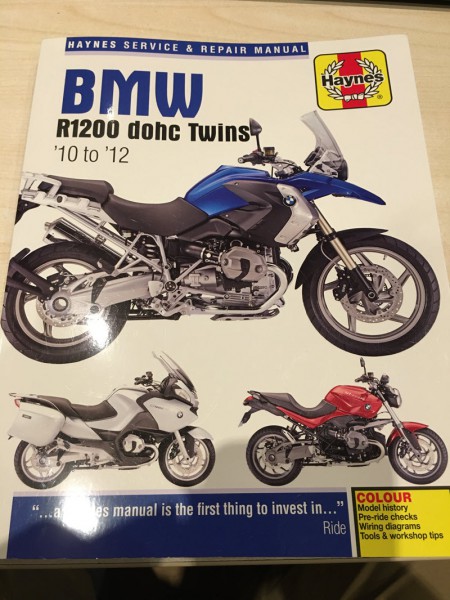 HAYNES SERVICE & REPAIR MANUAL
Haynes
®
BMW
R1200 dohc Twins
'10 to '12
"...a Haynes manual is the first thing to invest in..."
Ride
COLOUR
Model history
Pre-ride checks
Wiring diagrams
Tools & workshop tips